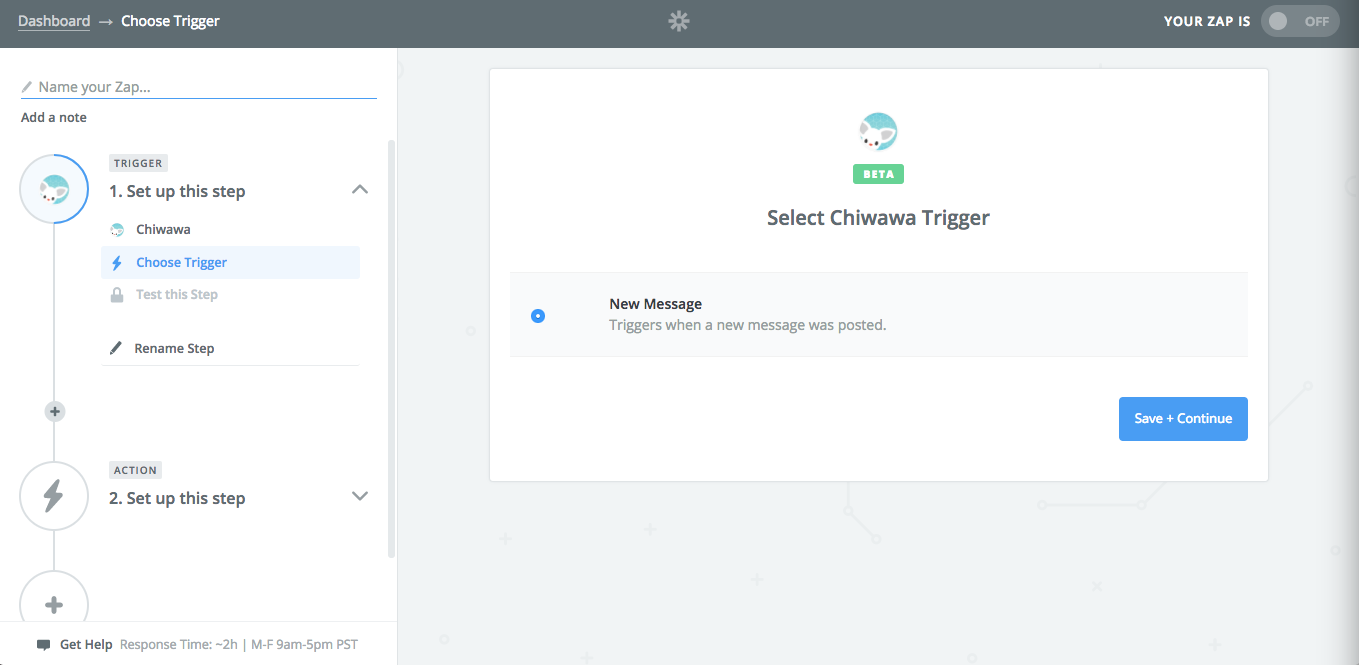 Dashboard → Choose Trigger
YOUR ZAP IS OFF
Name your Zap...
Add a note
TRIGGER
1. Set up this step
Chiwawa
Choose Trigger
Test this Step
Rename Step
ACTION
2. Set up this step
Get Help Response Time: ~2h | M-F 9am-5pm PST
BETA
Select Chiwawa Trigger
New Message
Triggers when a new message was posted.
Save + Continue